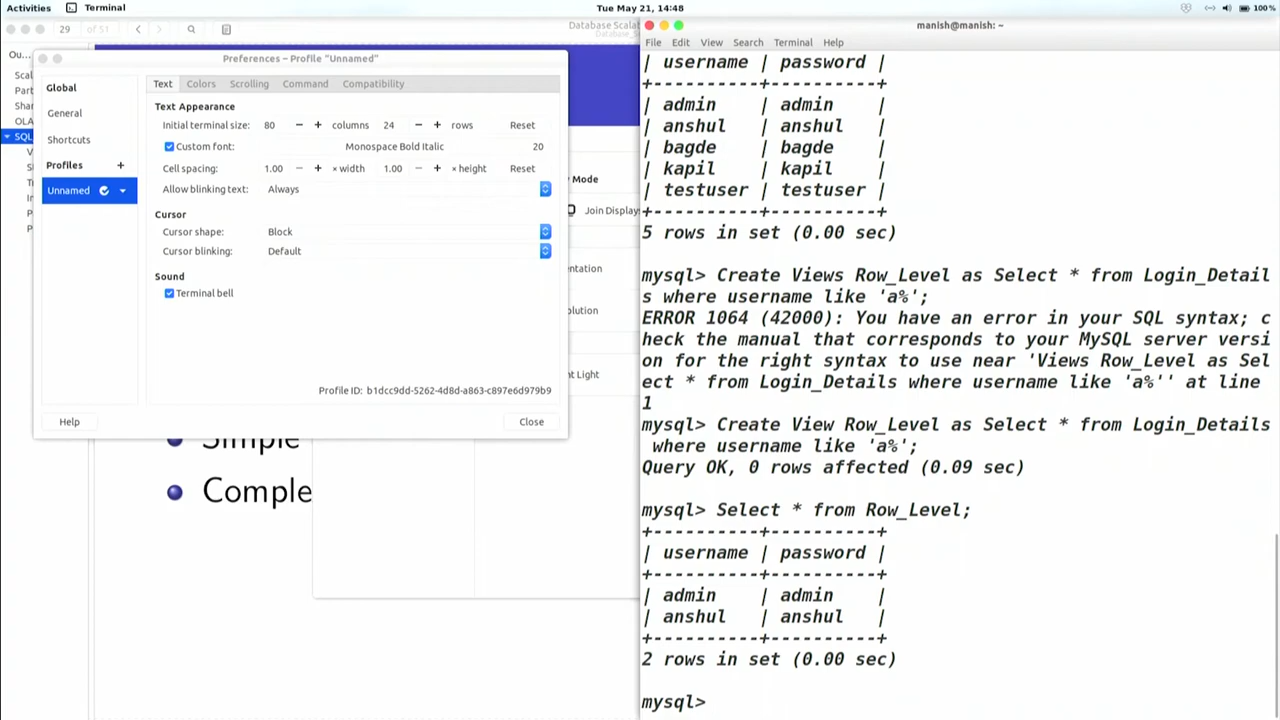 Activities
Terminal
Tue May 21, 14:48
100%
29 of 51
Database Scalab
manish@manish: ~
File Edit View Search Terminal Help
Ou...
Scal
Part
Shar
OLA
SQL
Preferences – Profile "Unnamed"
Global
General
Shortcuts
Profiles +
Unnamed
Text Colors Scrolling Command Compatibility
Text Appearance
Initial terminal size: 80 − + columns 24 − + rows Reset
Custom font: Monospace Bold Italic 20
Cell spacing: 1.00 − + × width 1.00 − + × height Reset
Allow blinking text: Always
Cursor
Cursor shape: Block
Cursor blinking: Default
Sound
Terminal bell
Profile ID: b1dcc9dd-5262-4d8d-a863-c897e6d979b9
Help
Close
Mode
Join Display
entation
olution
nt Light
Simple
Comple
| username | password |
+----------+----------+
| admin    | admin    |
| anshul   | anshul   |
| bagde    | bagde    |
| kapil    | kapil    |
| testuser | testuser |
+----------+----------+
5 rows in set (0.00 sec)
mysql> Create Views Row_Level as Select * from Login_Detail
s where username like 'a%';
ERROR 1064 (42000): You have an error in your SQL syntax; c
heck the manual that corresponds to your MySQL server versi
on for the right syntax to use near 'Views Row_Level as Sel
ect * from Login_Details where username like 'a%'' at line
1
mysql> Create View Row_Level as Select * from Login_Details
 where username like 'a%';
Query OK, 0 rows affected (0.09 sec)
mysql> Select * from Row_Level;
+----------+----------+
| username | password |
+----------+----------+
| admin    | admin    |
| anshul   | anshul   |
+----------+----------+
2 rows in set (0.00 sec)
mysql>